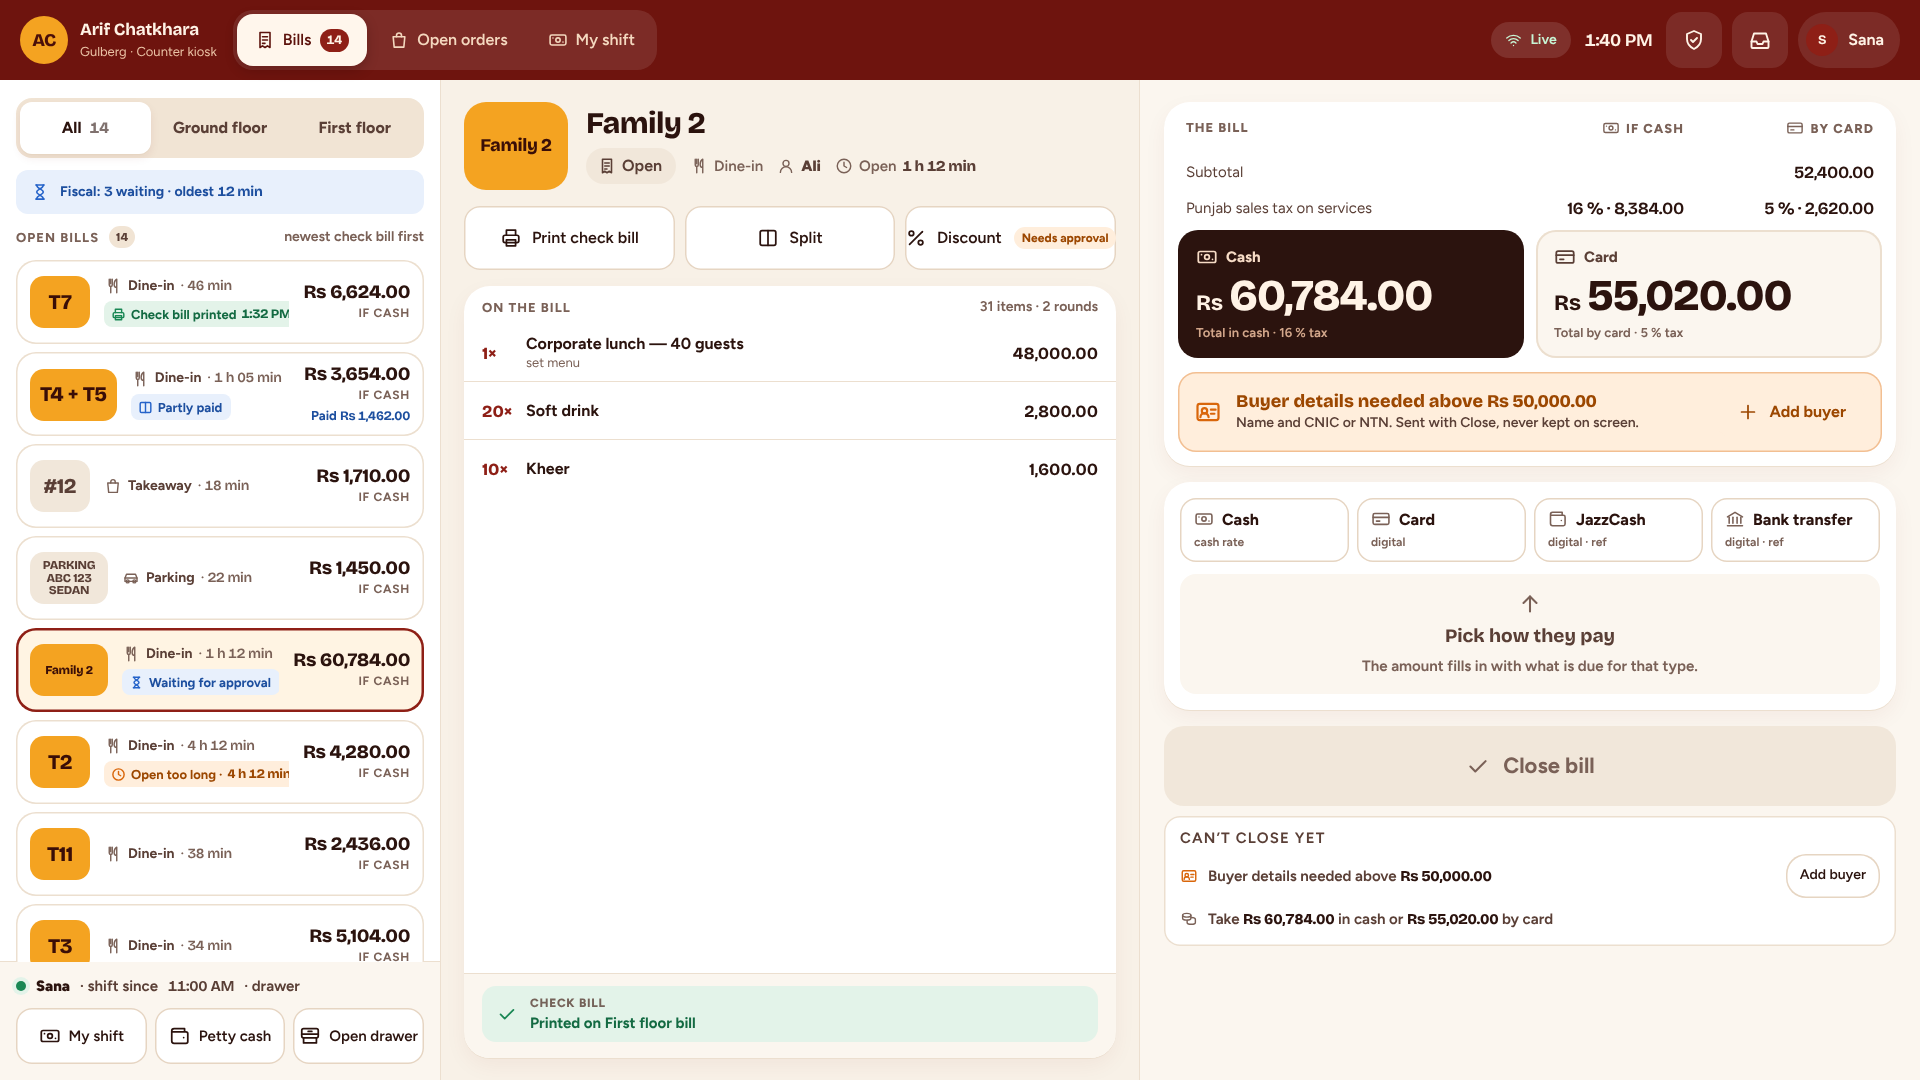 AC
Arif Chatkhara
Gulberg · Counter kiosk
Bills 14
Open orders
My shift
Live
1:40 PM
S Sana
All 14
Ground floor
First floor
Fiscal: 3 waiting · oldest 12 min
OPEN BILLS 14
newest check bill first
T7
Dine-in · 46 min
Check bill printed 1:32 PM
Rs 6,624.00
IF CASH
T4 + T5
Dine-in · 1 h 05 min
Partly paid
Rs 3,654.00
IF CASH
Paid Rs 1,462.00
#12
Takeaway · 18 min
Rs 1,710.00
IF CASH
PARKING
ABC 123
SEDAN
Parking · 22 min
Rs 1,450.00
IF CASH
Family 2
Dine-in · 1 h 12 min
Waiting for approval
Rs 60,784.00
IF CASH
T2
Dine-in · 4 h 12 min
Open too long · 4 h 12 min
Rs 4,280.00
IF CASH
T11
Dine-in · 38 min
Rs 2,436.00
IF CASH
T3
Dine-in · 34 min
Rs 5,104.00
IF CASH
Sana · shift since 11:00 AM · drawer
My shift
Petty cash
Open drawer
Family 2
Family 2
Open
Dine-in
Ali
Open 1 h 12 min
Print check bill
Split
Discount Needs approval
ON THE BILL
31 items · 2 rounds
1× Corporate lunch — 40 guests 48,000.00
set menu
20× Soft drink 2,800.00
10× Kheer 1,600.00
CHECK BILL
Printed on First floor bill
THE BILL IF CASH BY CARD
Subtotal 52,400.00
Punjab sales tax on services 16 % · 8,384.00 5 % · 2,620.00
Cash
Rs 60,784.00
Total in cash · 16 % tax
Card
Rs 55,020.00
Total by card · 5 % tax
Buyer details needed above Rs 50,000.00
Name and CNIC or NTN. Sent with Close, never kept on screen.
Add buyer
Cash
cash rate
Card
digital
JazzCash
digital · ref
Bank transfer
digital · ref
Pick how they pay
The amount fills in with what is due for that type.
Close bill
CAN'T CLOSE YET
Buyer details needed above Rs 50,000.00
Add buyer
Take Rs 60,784.00 in cash or Rs 55,020.00 by card